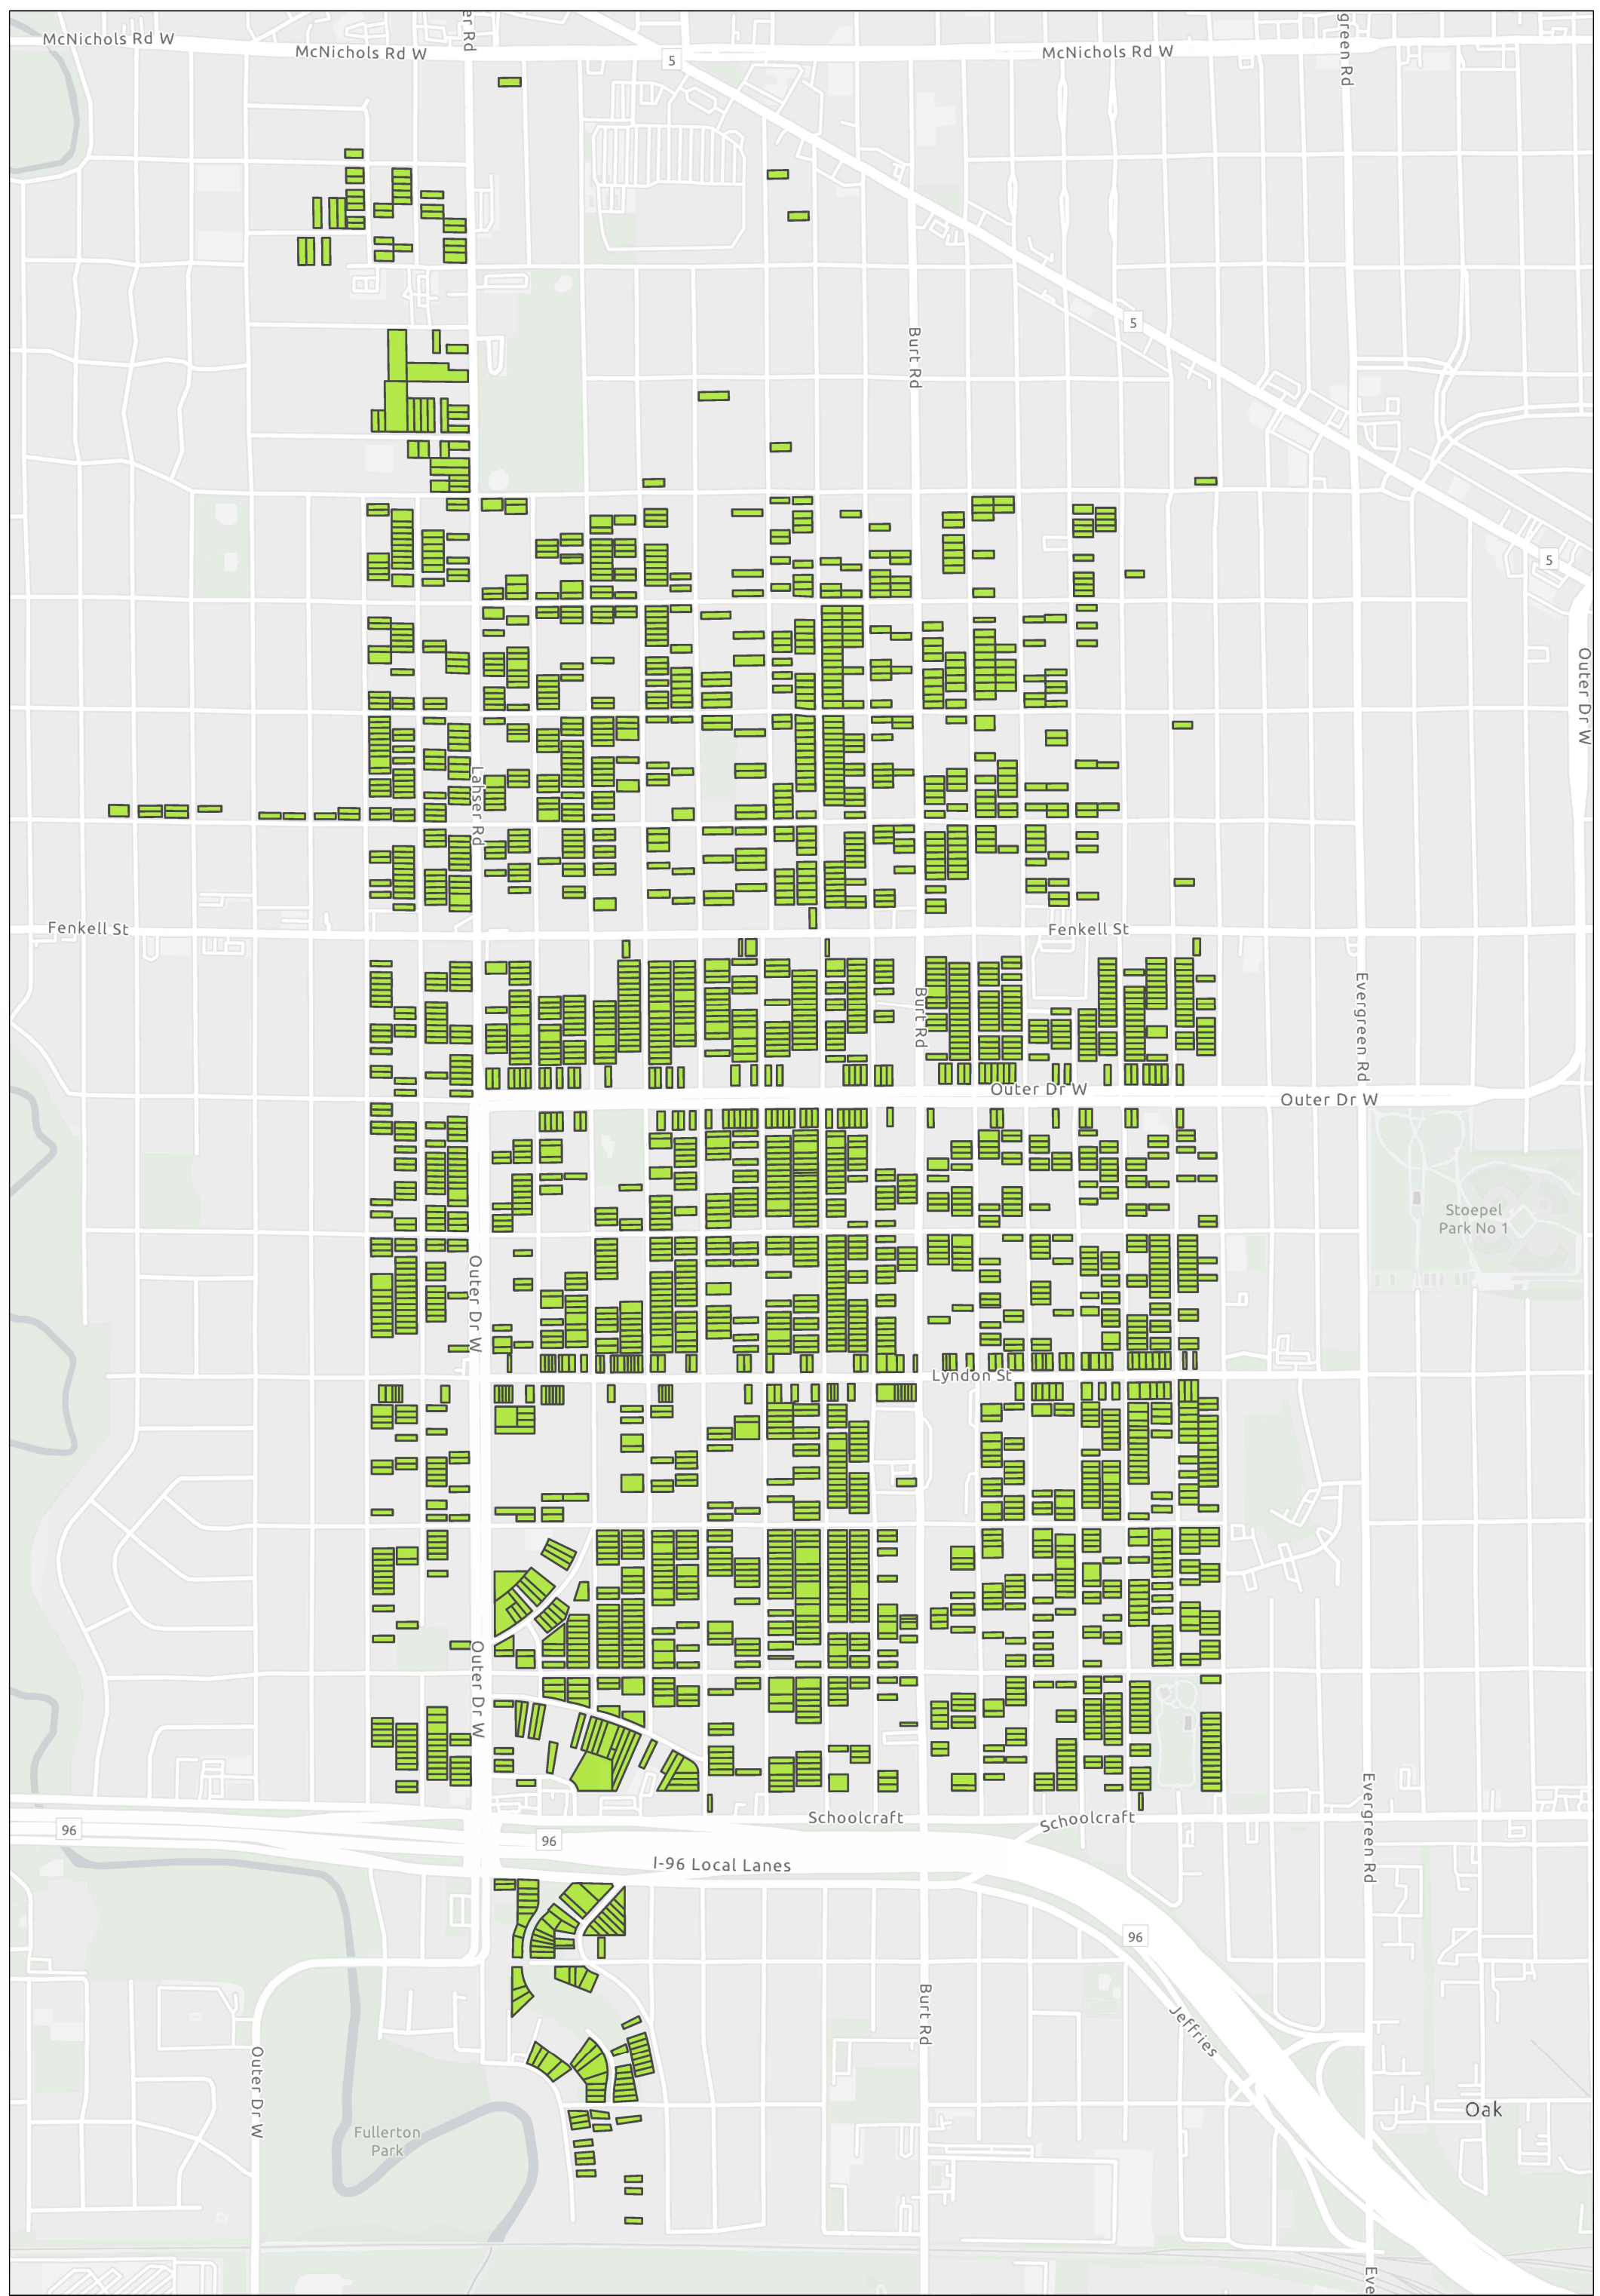 er Rd
green Rd
McNichols Rd W
McNichols Rd W
McNichols Rd W
5
5
Burt Rd
5
Outer Dr W
Lahser Rd
Fenkell St
Fenkell St
Burt Rd
Evergreen Rd
Outer Dr W
Outer Dr W
Stoepel
Park No 1
Outer Dr W
Lyndon St
Outer Dr W
Schoolcraft
Schoolcraft
Evergreen Rd
96
96
I-96 Local Lanes
96
Burt Rd
Jeffries
Outer Dr W
Oak
Fullerton
Park
Eve